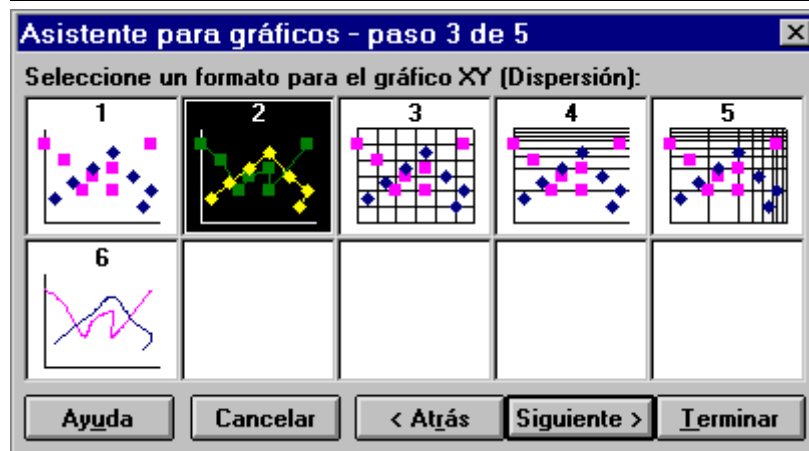 Asistente para gráficos - paso 3 de 5
Seleccione un formato para el gráfico XY (Dispersión):
1 2 3 4 5
6
Ayuda Cancelar < Atrás Siguiente > Terminar